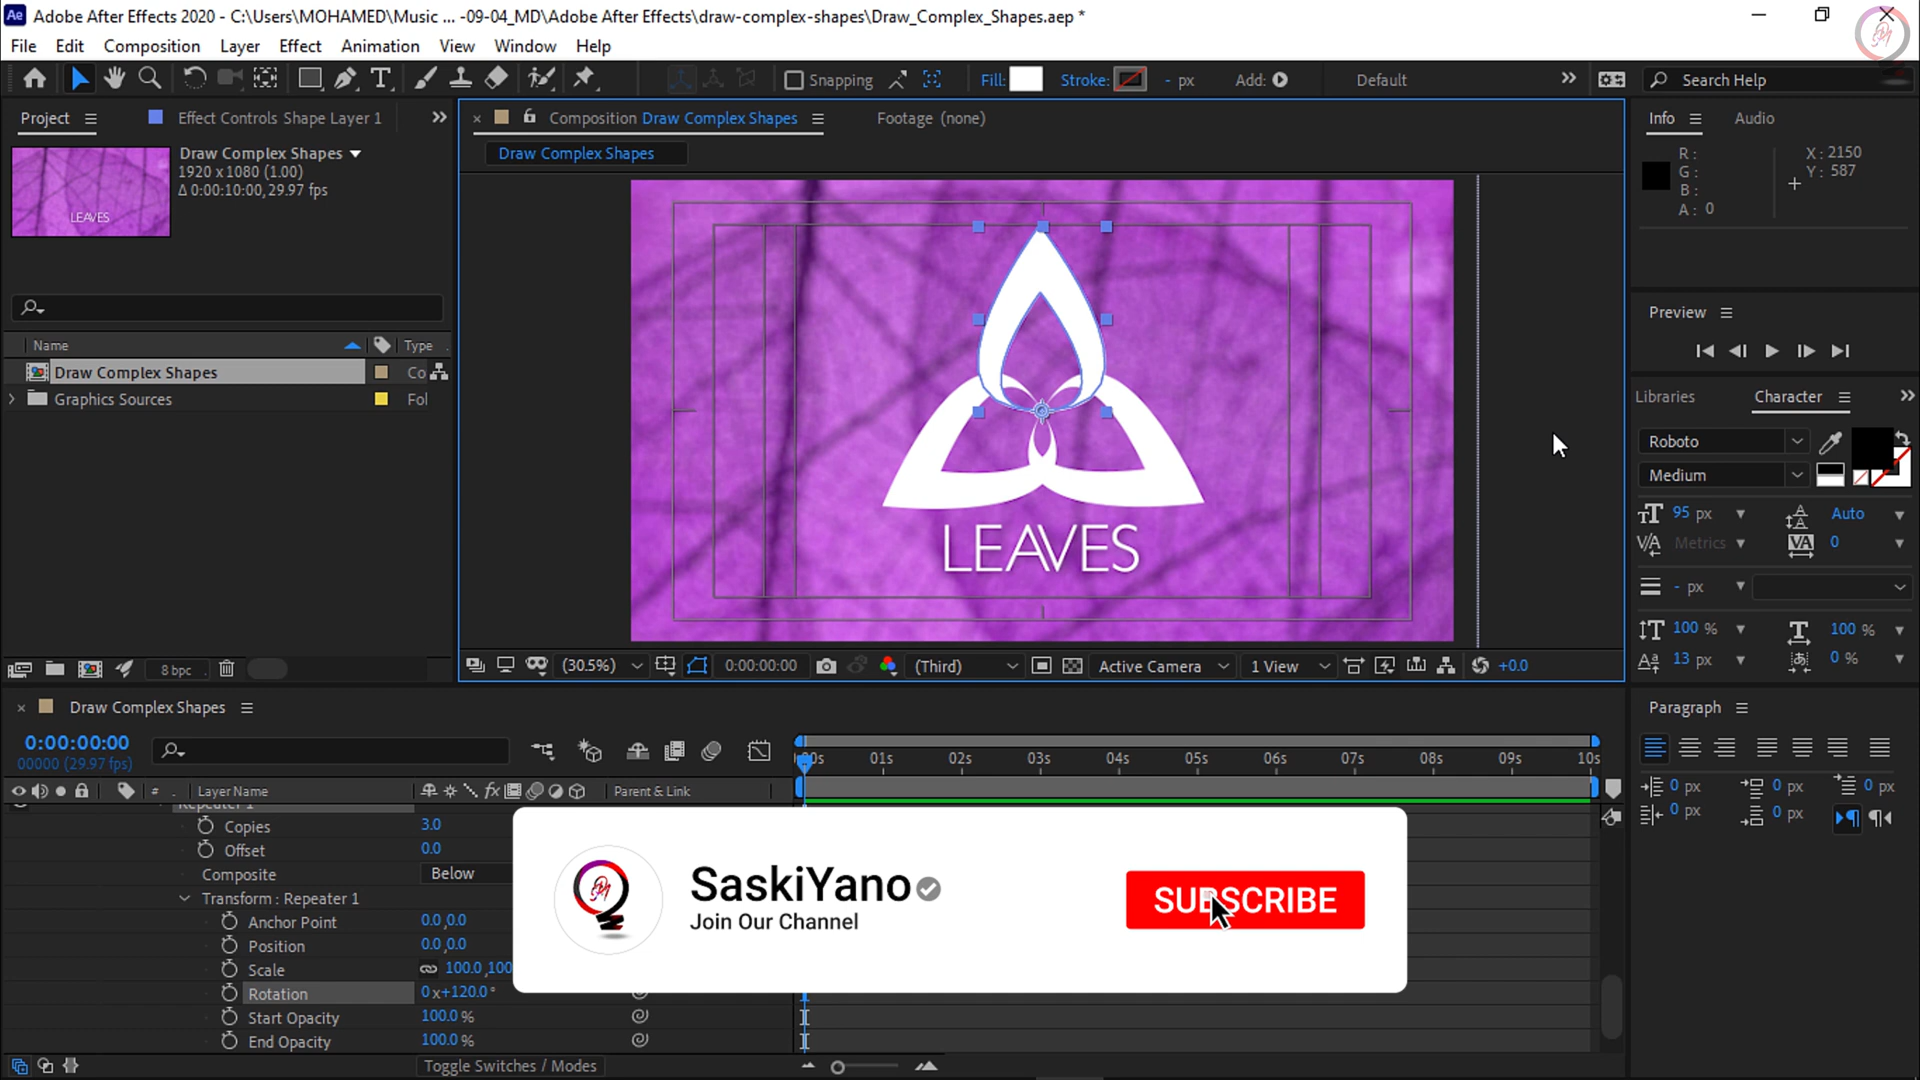 Adobe After Effects 2020 - C:\Users\MOHAMED\Music ... -09-04_MD\Adobe After Effects\draw-complex-shapes\Draw_Complex_Shapes.aep *
File Edit Composition Layer Effect Animation View Window Help
Snapping Fill: Stroke: - px Add: Default Search Help
Project Effect Controls Shape Layer 1
Composition Draw Complex Shapes Footage (none)
Info Audio
Draw Complex Shapes
1920 x 1080 (1.00)
Δ 0:00:10:00, 29.97 fps
Draw Complex Shapes
R:
G:
B:
A: 0
X: 2150
Y: 587
LEAVES
Preview
Name Type
Draw Complex Shapes Co
Graphics Sources Fol
Libraries Character
Roboto
Medium
95 px Auto
Metrics 0
- px
100 % 100 %
13 px 0 %
LEAVES
8 bpc
(30.5%) 0:00:00:00 (Third) Active Camera 1 View +0.0
Draw Complex Shapes
0:00:00:00
00000 (29.97 fps)
00s 01s 02s 03s 04s 05s 06s 07s 08s 09s 10s
# Layer Name Parent & Link
Repeater 1
Copies 3.0
Offset 0.0
Composite Below
Transform : Repeater 1
Anchor Point 0.0,0.0
Position 0.0,0.0
Scale 100.0,100
Rotation 0x+120.0°
Start Opacity 100.0 %
End Opacity 100.0 %
Toggle Switches / Modes
SaskiYano
Join Our Channel
SUBSCRIBE
Paragraph
0 px 0 px 0 px
0 px 0 px